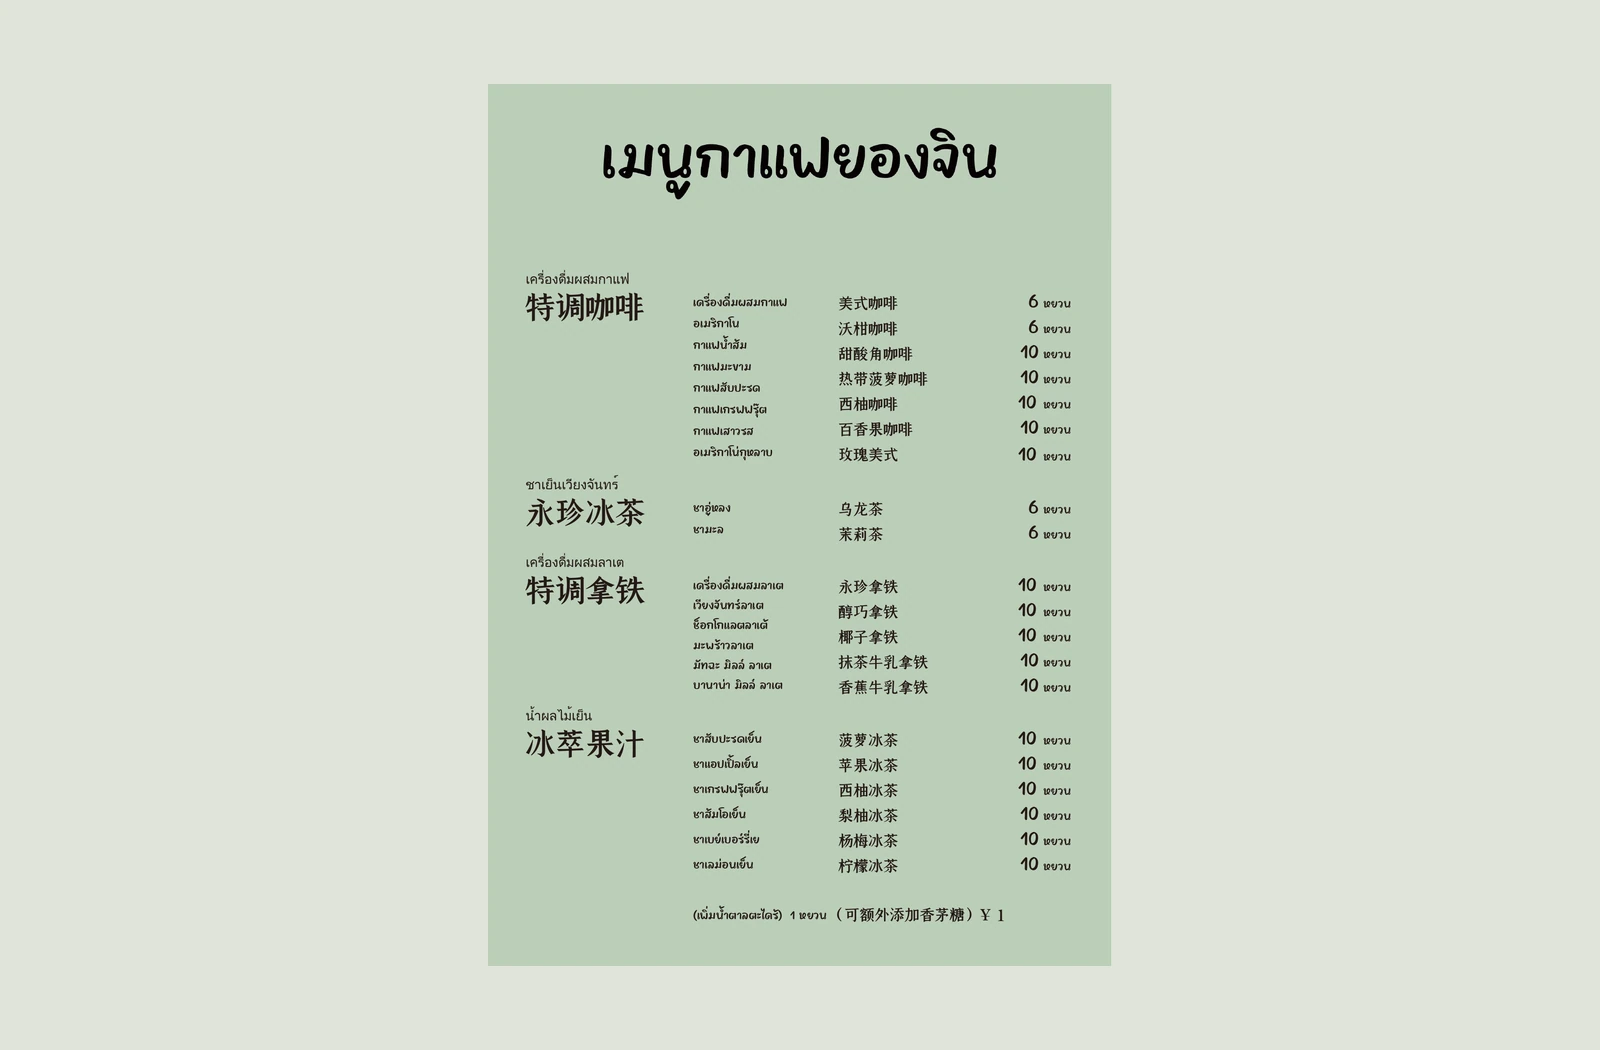 เมนูกาแฟยองจิน
เครื่องดื่มผสมกาแฟ
特调咖啡
เครื่องดื่มผสมกาแฟ
อเมริกาโน
กาแฟน้ำส้ม
กาแฟมะขาม
กาแฟสับปะรด
กาแฟเกรฟฟรุ๊ต
กาแฟเสาวรส
อเมริกาโน่กุหลาบ
美式咖啡 6 หยวน
沃柑咖啡 6 หยวน
甜酸角咖啡 10 หยวน
热带菠萝咖啡 10 หยวน
西柚咖啡 10 หยวน
百香果咖啡 10 หยวน
玫瑰美式 10 หยวน
ชาเย็นเวียงจันทร์
永珍冰茶
ชาอู่หลง 乌龙茶 6 หยวน
ชามะล 茉莉茶 6 หยวน
เครื่องดื่มผสมลาเต
特调拿铁
เครื่องดื่มผสมลาเต
เวียงจันทร์ลาเต
ช็อกโกแลตลาเต้
มะพร้าวลาเต
มัทฉะ มิลล์ ลาเต
บานาน่า มิลล์ ลาเต
永珍拿铁 10 หยวน
醇巧拿铁 10 หยวน
椰子拿铁 10 หยวน
抹茶牛乳拿铁 10 หยวน
香蕉牛乳拿铁 10 หยวน
น้ำผลไม้เย็น
冰萃果汁
ชาสับปะรดเย็น 菠萝冰茶 10 หยวน
ชาแอปเปิ้ลเย็น 苹果冰茶 10 หยวน
ชาเกรฟฟรุ๊ตเย็น 西柚冰茶 10 หยวน
ชาส้มโอเย็น 梨柚冰茶 10 หยวน
ชาเบย์เบอร์รี่เย 杨梅冰茶 10 หยวน
ชาเลม่อนเย็น 柠檬冰茶 10 หยวน
(เพิ่มน้ำตาลตะไคร้) 1 หยวน（可额外添加香茅糖）¥ 1